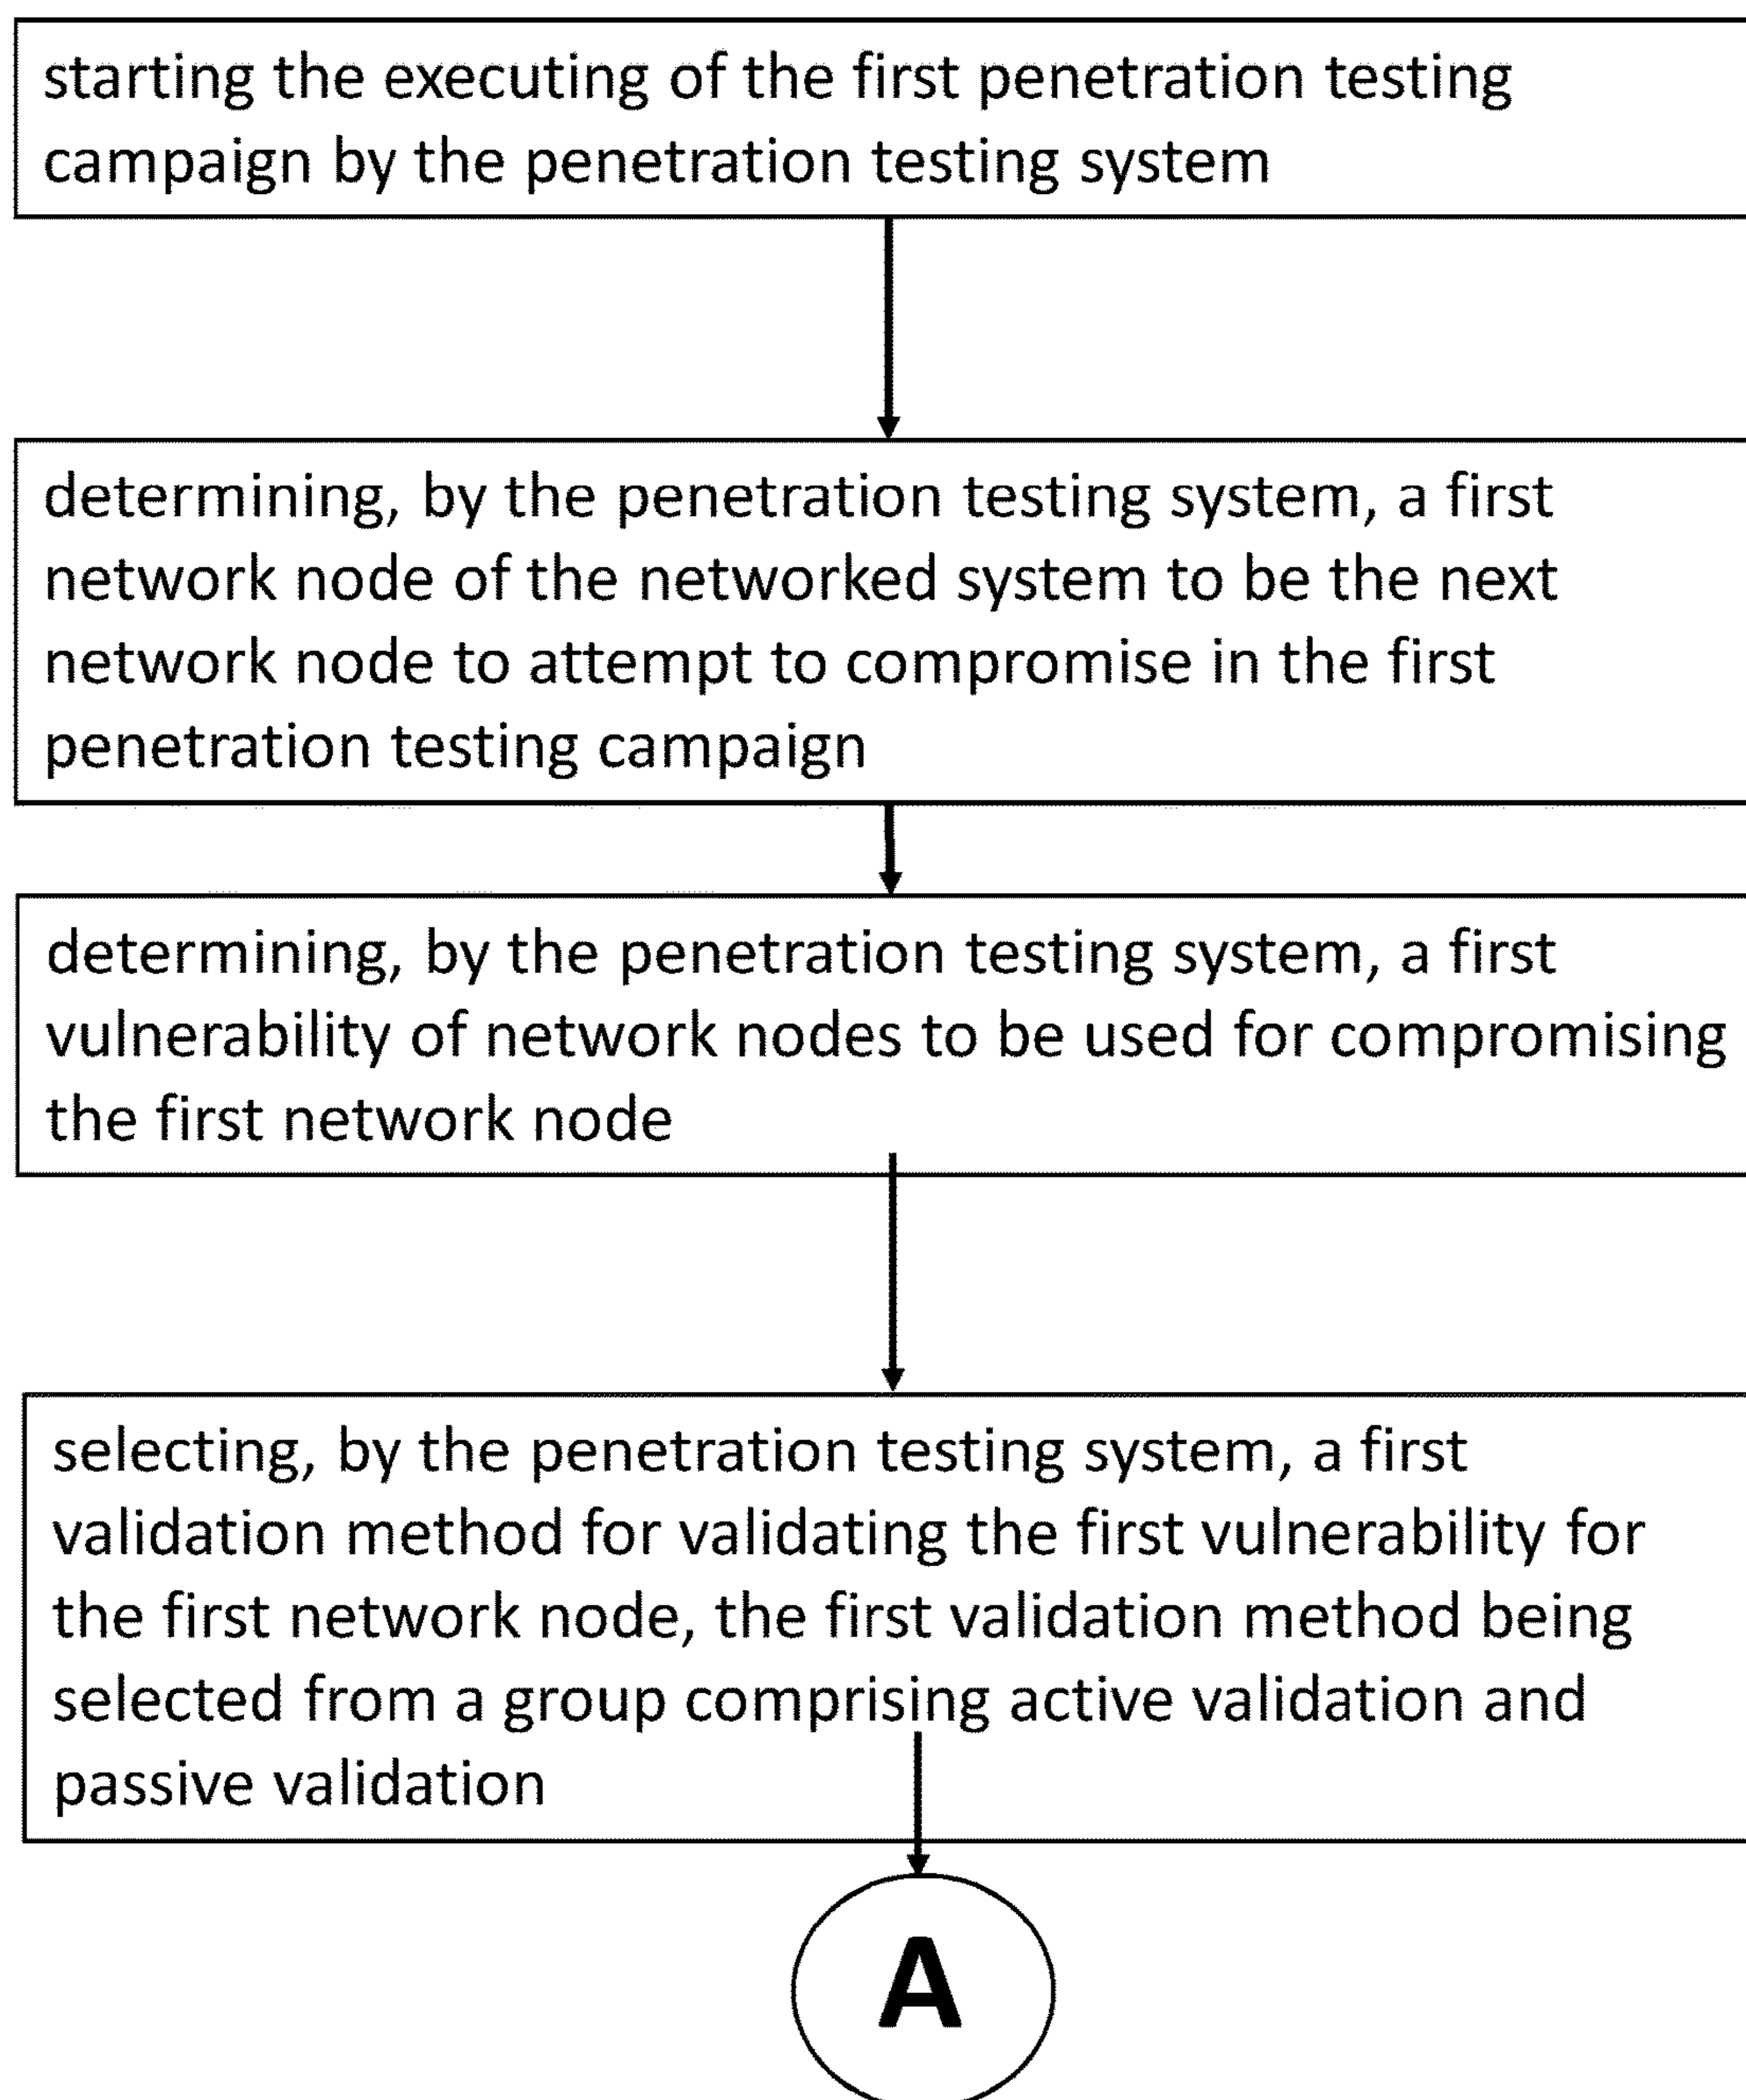 starting the executing of the first penetration testing
campaign by the penetration testing system
determining, by the penetration testing system, a first
network node of the networked system to be the next
network node to attempt to compromise in the first
penetration testing campaign
determining, by the penetration testing system, a first
vulnerability of network nodes to be used for compromising
the first network node
selecting, by the penetration testing system, a first
validation method for validating the first vulnerability for
the first network node, the first validation method being
selected from a group comprising active validation and
passive validation
A